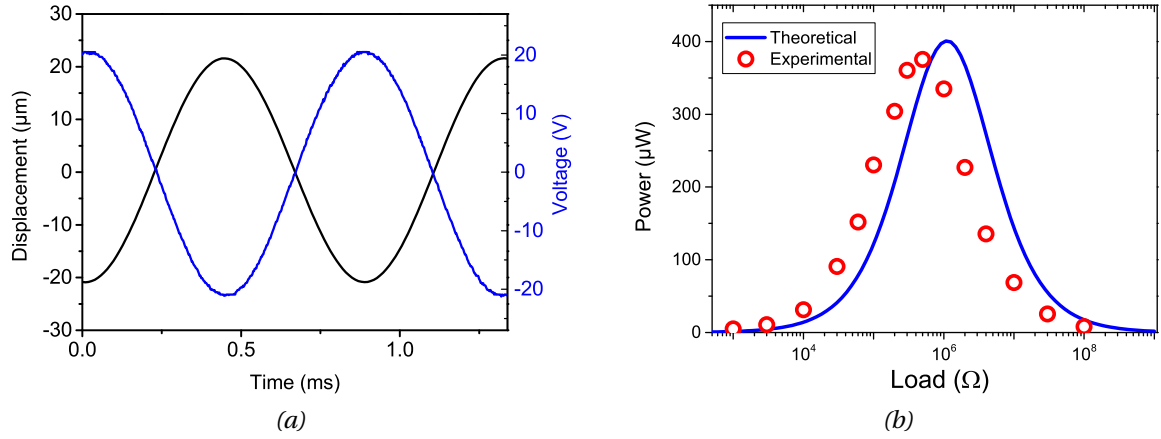 30
20
10
0
-10
-20
-30
Displacement (µm)
20
10
0
-10
-20
Voltage (V)
0.0 0.5 1.0
Time (ms)
(a)
400
300
200
100
0
Power (µW)
Theoretical
Experimental
10^4 10^6 10^8
Load (Ω)
(b)